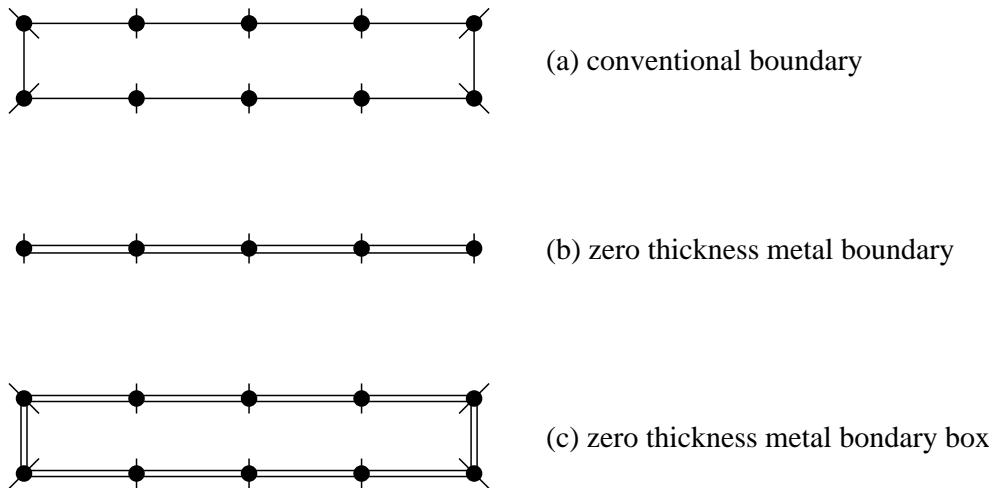 (a) conventional boundary
(b) zero thickness metal boundary
(c) zero thickness metal bondary box